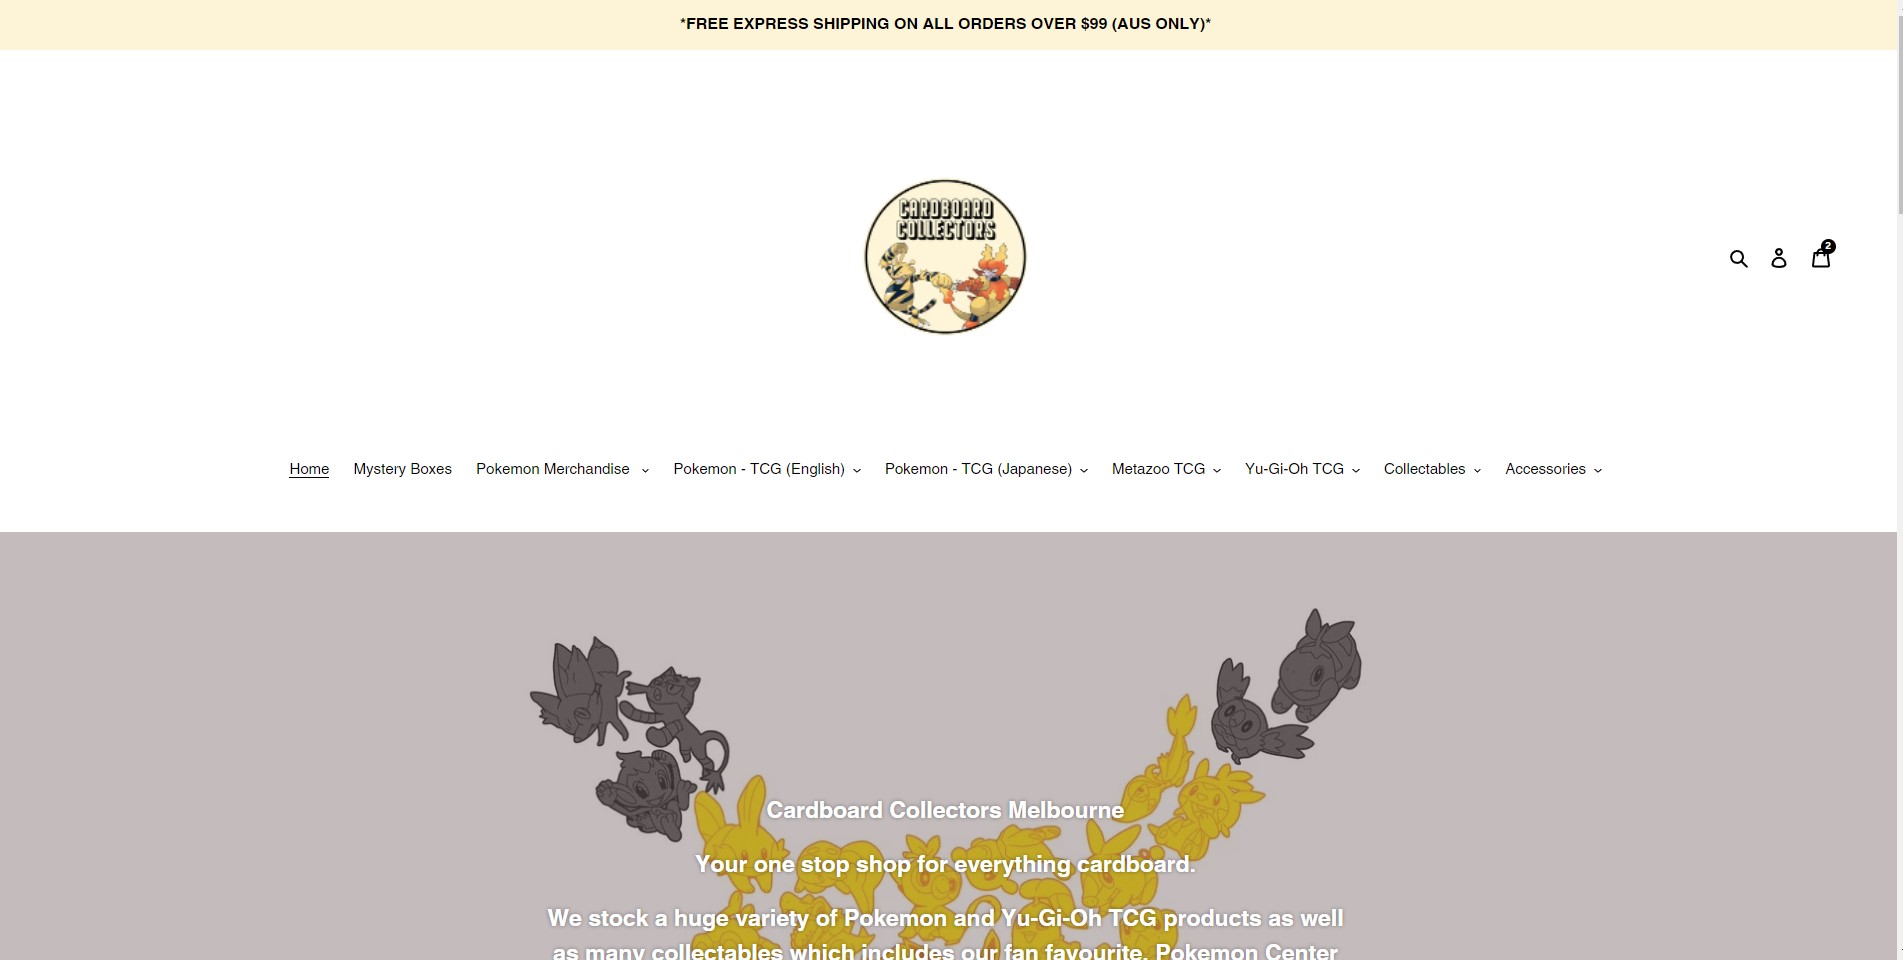 *FREE EXPRESS SHIPPING ON ALL ORDERS OVER $99 (AUS ONLY)*
CARDBOARD
COLLECTORS
2
Home Mystery Boxes Pokemon Merchandise Pokemon - TCG (English) Pokemon - TCG (Japanese) Metazoo TCG Yu-Gi-Oh TCG Collectables Accessories
Cardboard Collectors Melbourne
Your one stop shop for everything cardboard.
We stock a huge variety of Pokemon and Yu-Gi-Oh TCG products as well
as many collectables which includes our fan favourite, Pokemon Center